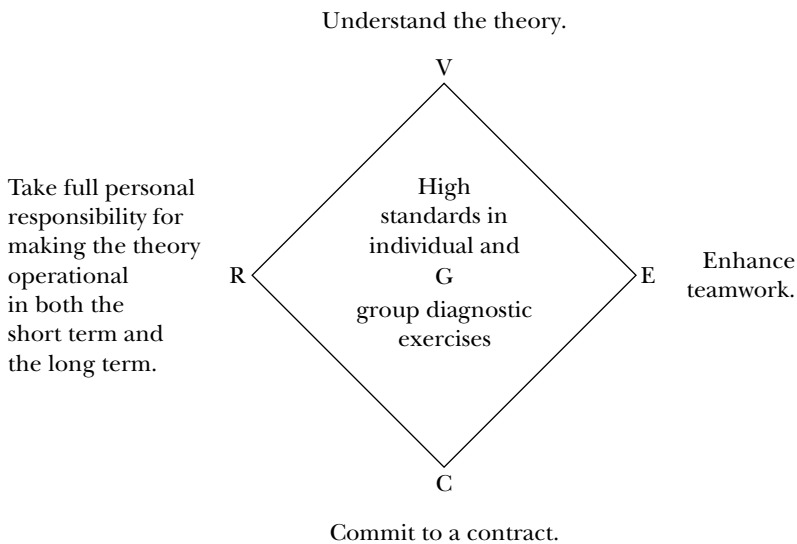 Understand the theory.
V
Take full personal
responsibility for
making the theory
operational
in both the
short term and
the long term.
R
High
standards in
individual and
G
group diagnostic
exercises
E
Enhance
teamwork.
C
Commit to a contract.